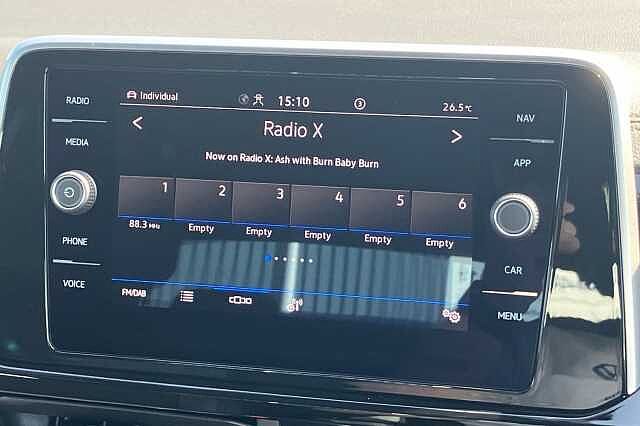 RADIO
MEDIA
PHONE
VOICE
Individual
15:10
3
26.5°C
Radio X
Now on Radio X: Ash with Burn Baby Burn
1 2 3 4 5 6
88.3 MHz Empty Empty Empty Empty Empty
FM/DAB
NAV
APP
CAR
MENU